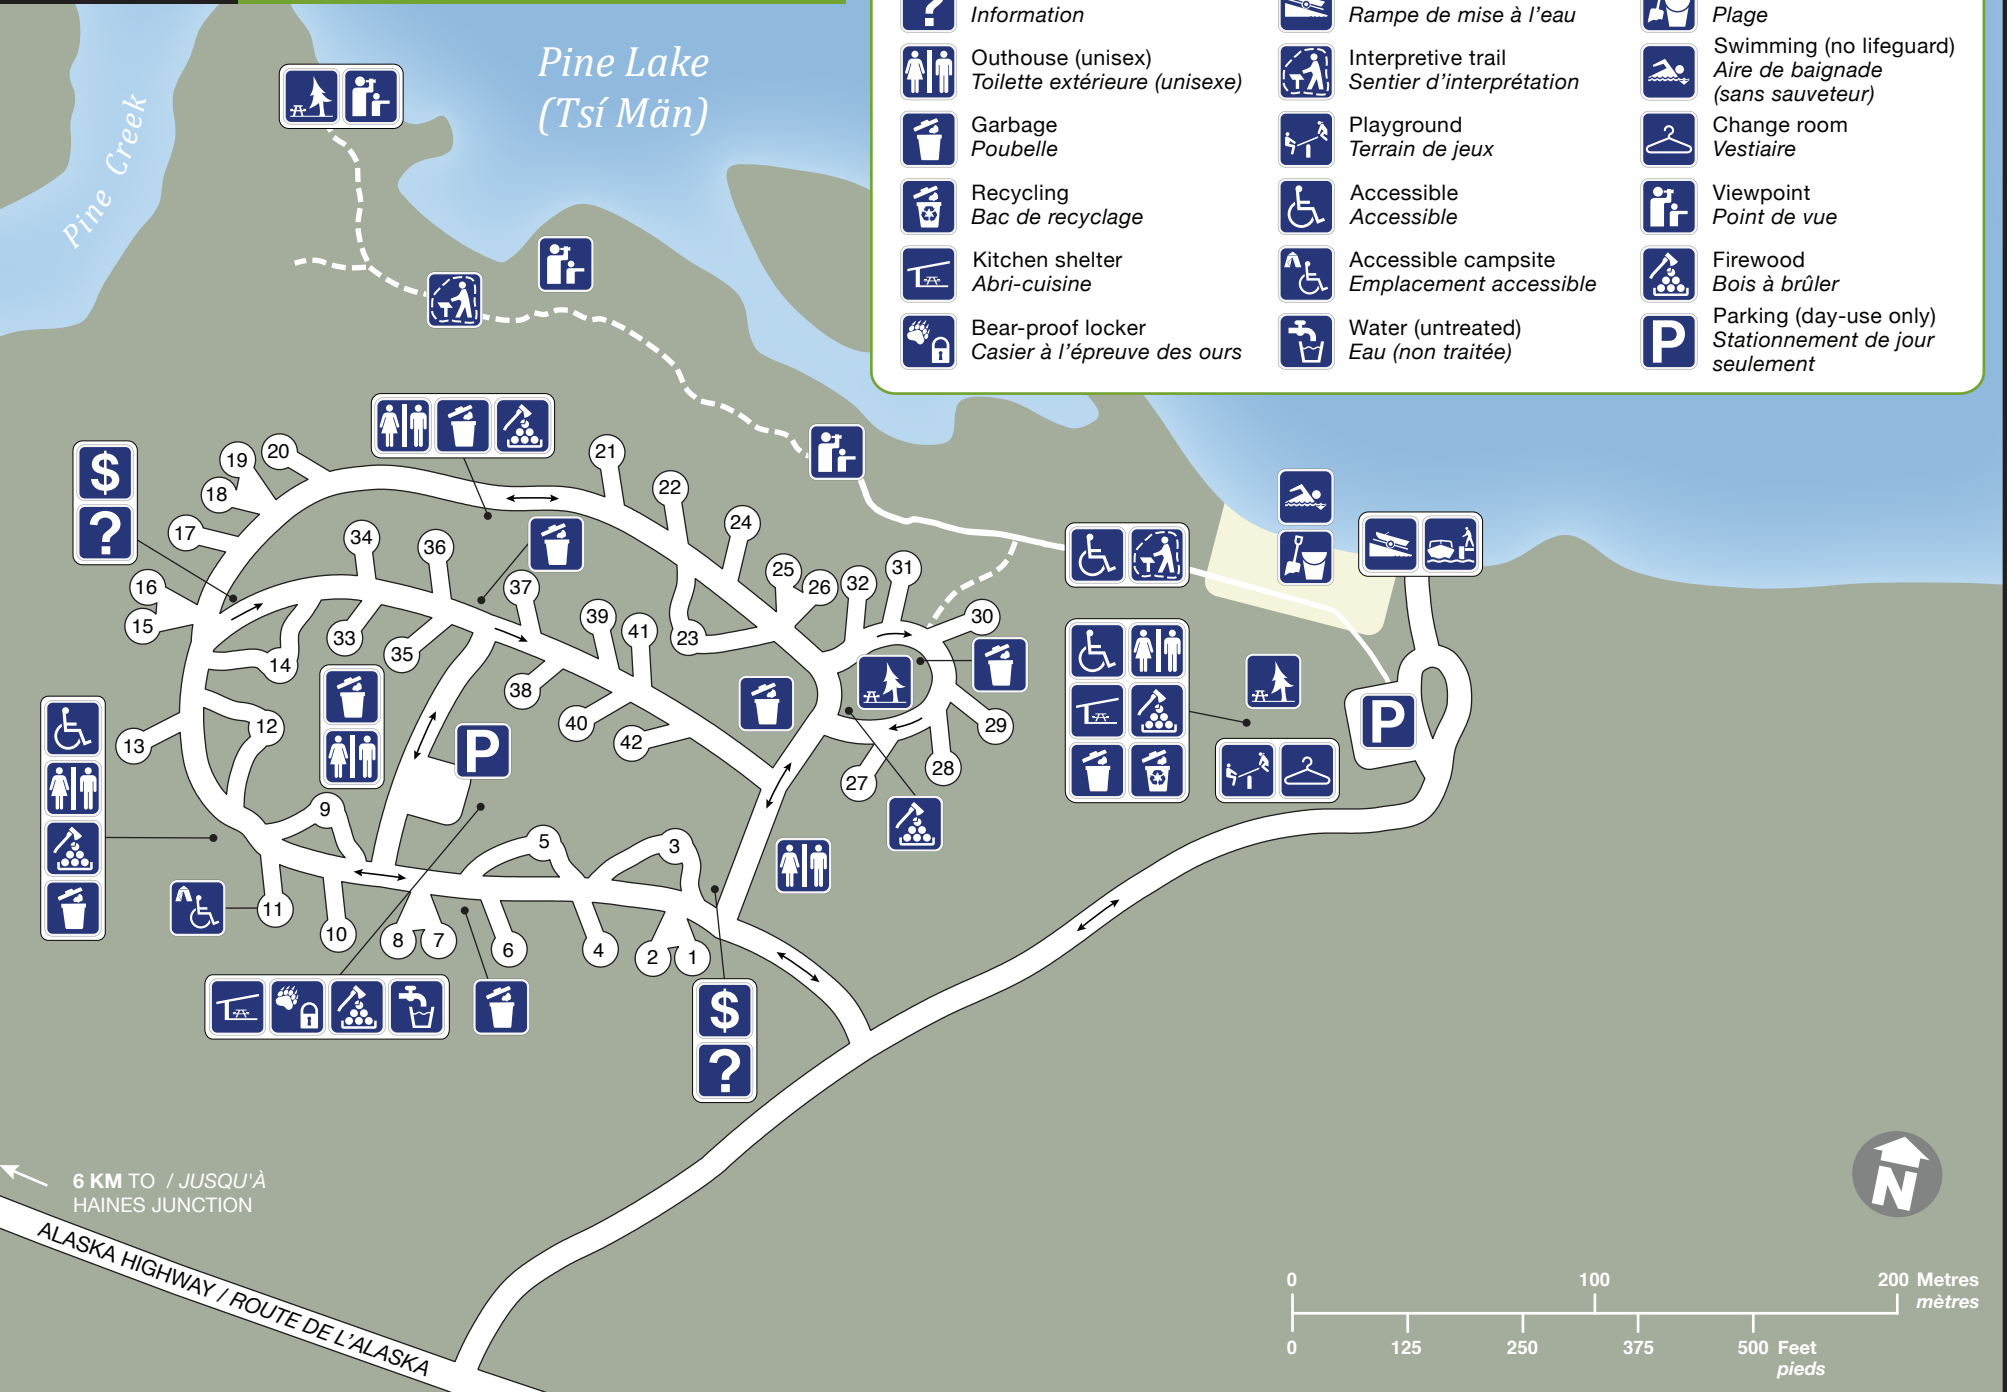 Pine Lake
(Tsí Män)
Pine Creek
?
Information
Outhouse (unisex)
Toilette extérieure (unisexe)
Garbage
Poubelle
Recycling
Bac de recyclage
Kitchen shelter
Abri-cuisine
Bear-proof locker
Casier à l'épreuve des ours
Rampe de mise à l'eau
Interpretive trail
Sentier d'interprétation
Playground
Terrain de jeux
Accessible
Accessible
Accessible campsite
Emplacement accessible
Water (untreated)
Eau (non traitée)
Plage
Swimming (no lifeguard)
Aire de baignade
(sans sauveteur)
Change room
Vestiaire
Viewpoint
Point de vue
Firewood
Bois à brûler
P
Parking (day-use only)
Stationnement de jour
seulement
$
?
20
19
18
17
16
15
21
22
24
34
36
37
25
26
32
31
30
39
41
23
33
35
14
38
40
42
12
13
29
28
27
P
P
9
5
3
11
10
8
7
6
4
2
1
$
?
6 KM TO / JUSQU'À
HAINES JUNCTION
ALASKA HIGHWAY / ROUTE DE L'ALASKA
N
0 100 200 Metres
mètres
0 125 250 375 500 Feet
pieds